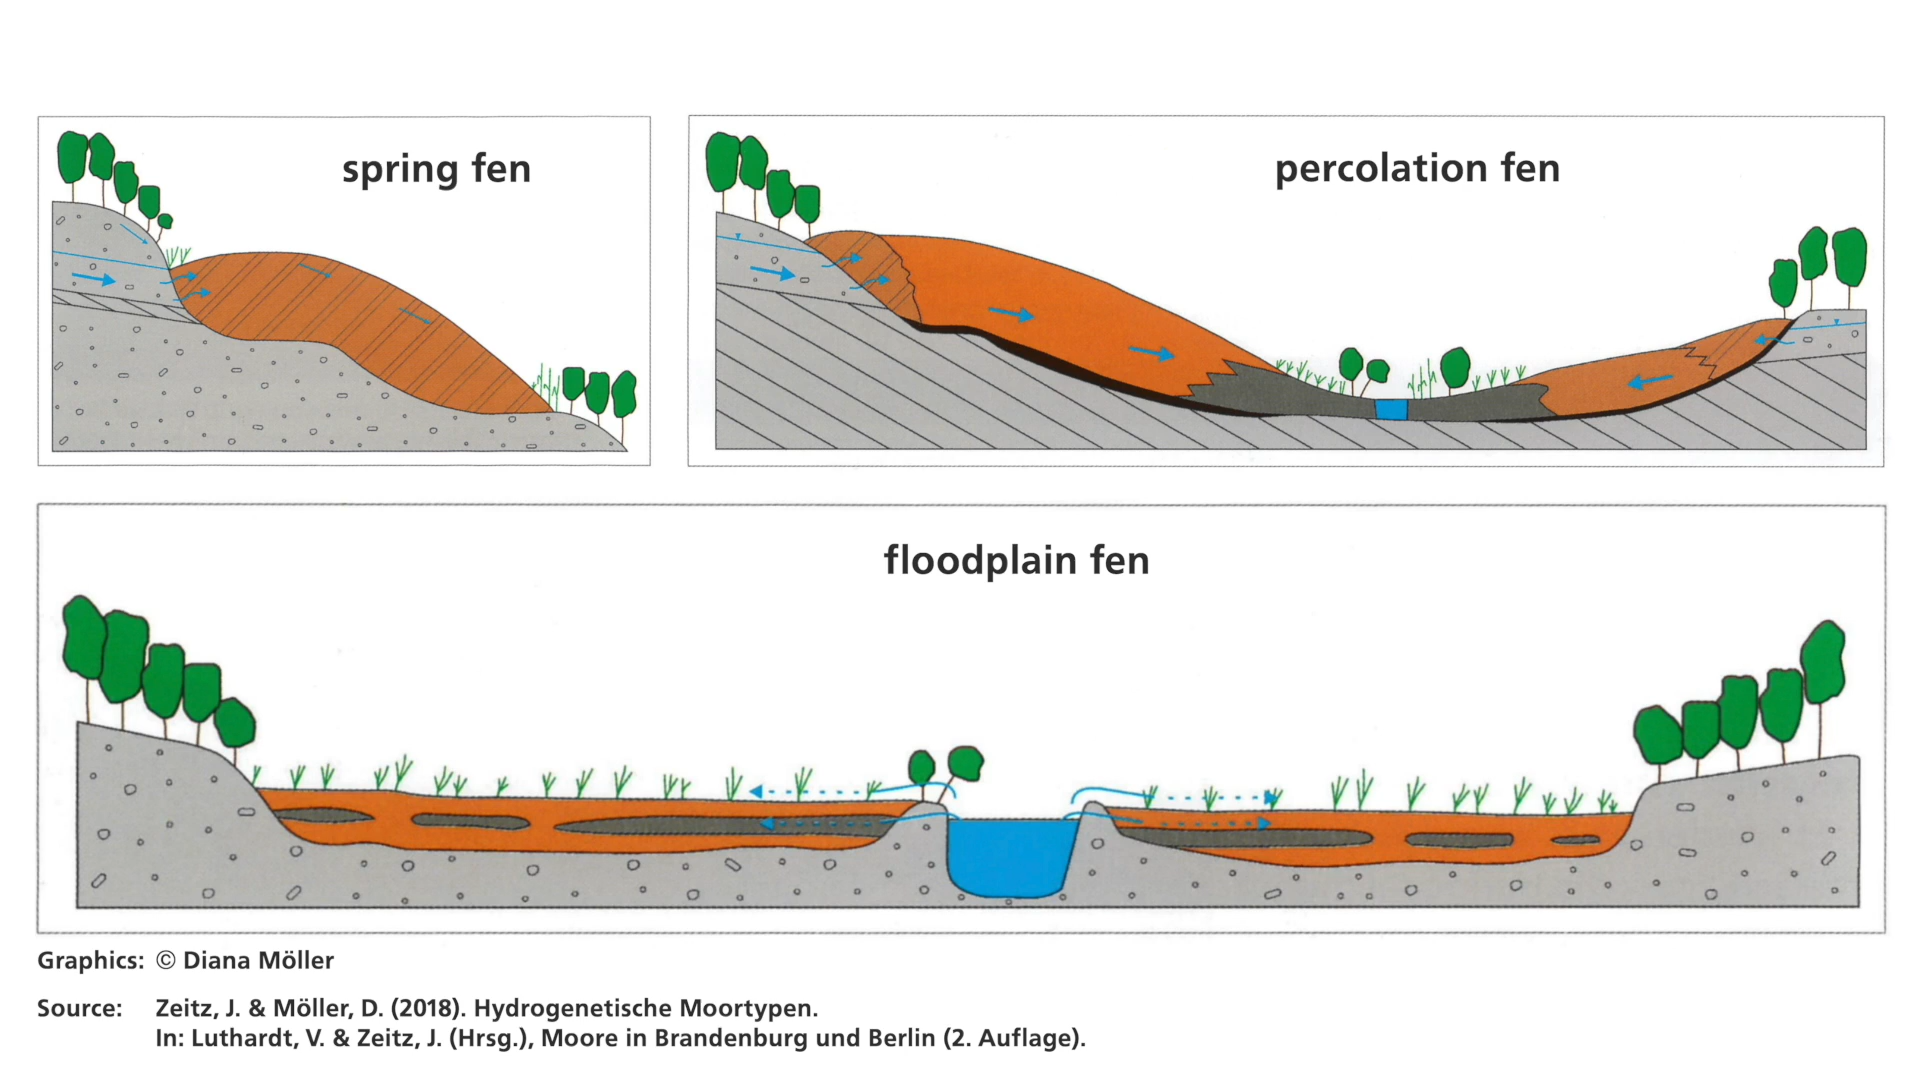 spring fen
percolation fen
floodplain fen
Graphics: © Diana Möller
Source: Zeitz, J. & Möller, D. (2018). Hydrogenetische Moortypen.
In: Luthardt, V. & Zeitz, J. (Hrsg.), Moore in Brandenburg und Berlin (2. Auflage).